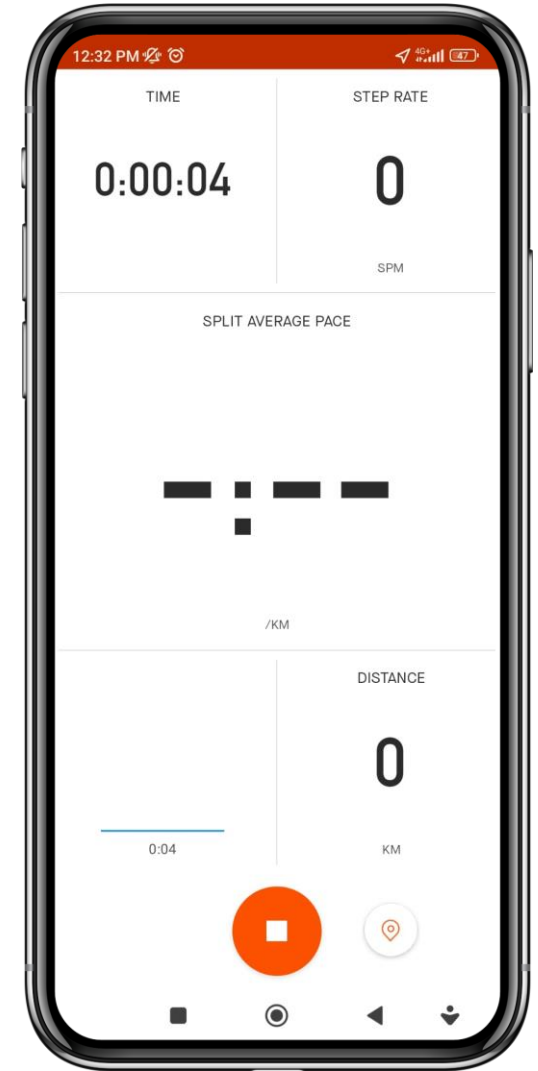 12:32 PM 4G+ 47
TIME
0:00:04
STEP RATE
0
SPM
SPLIT AVERAGE PACE
-:--
/KM
0:04
DISTANCE
0
KM